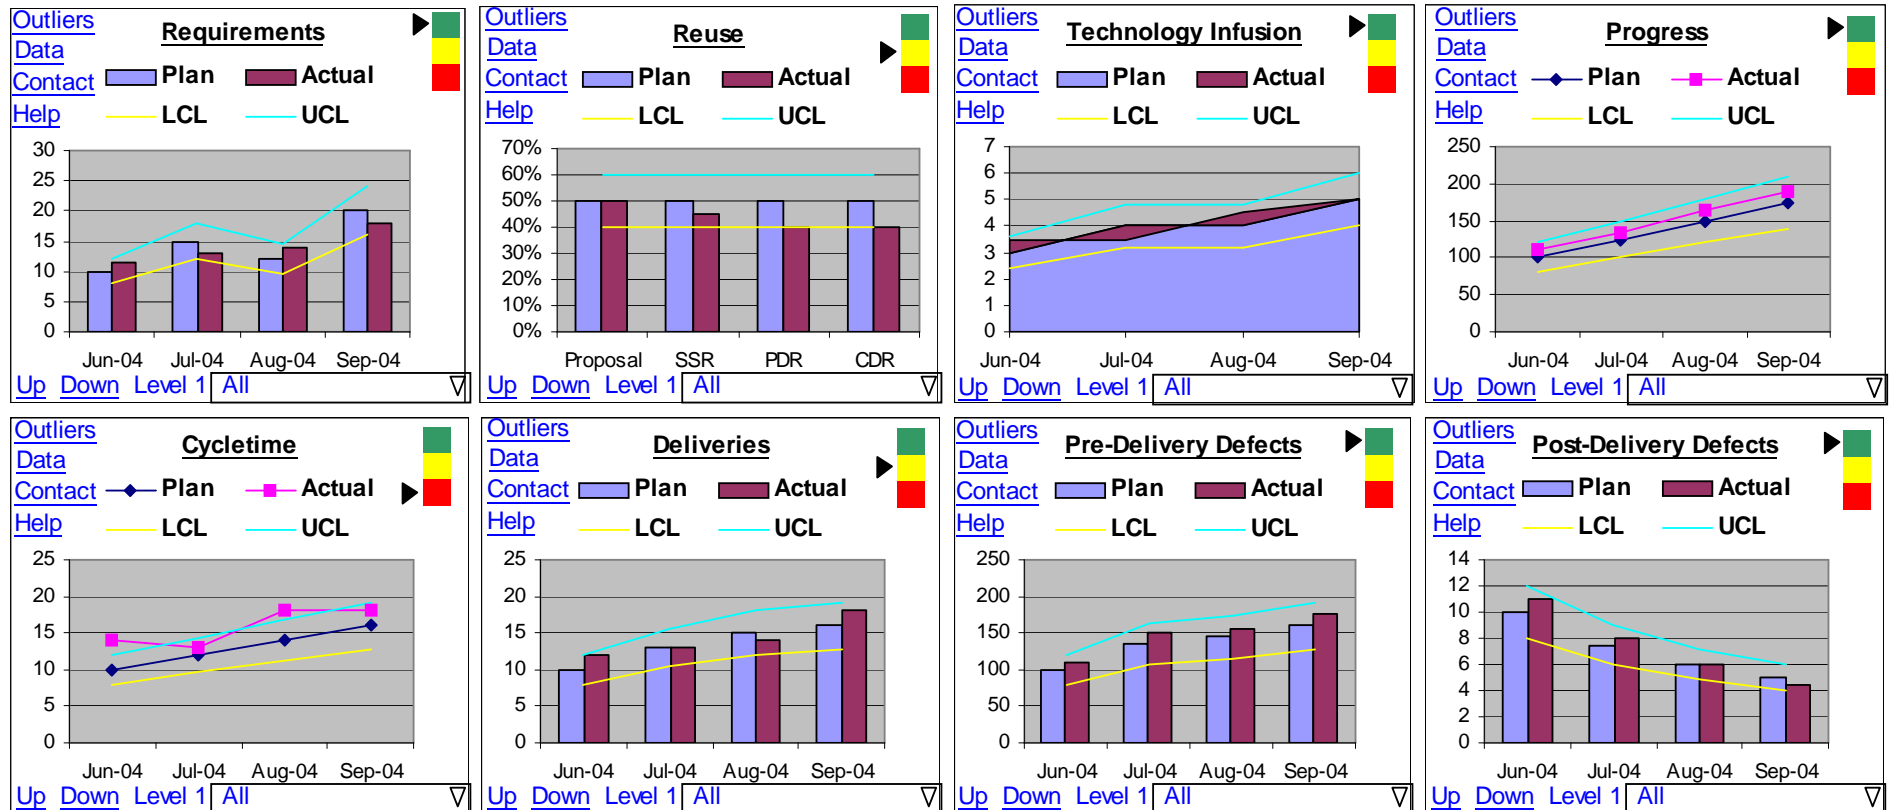 Outliers
Requirements
Data
Contact
Plan Actual
Help
LCL UCL
30
25
20
15
10
5
0
Jun-04 Jul-04 Aug-04 Sep-04
Up Down Level 1 All
Outliers
Reuse
Data
Contact
Plan Actual
Help
LCL UCL
70%
60%
50%
40%
30%
20%
10%
0%
Proposal SSR PDR CDR
Up Down Level 1 All
Outliers
Technology Infusion
Data
Contact
Plan Actual
Help
LCL UCL
7
6
5
4
3
2
1
0
Jun-04 Jul-04 Aug-04 Sep-04
Up Down Level 1 All
Outliers
Progress
Data
Contact
Plan Actual
Help
LCL UCL
250
200
150
100
50
0
Jun-04 Jul-04 Aug-04 Sep-04
Up Down Level 1 All
Outliers
Cycletime
Data
Contact
Plan Actual
Help
LCL UCL
25
20
15
10
5
0
Jun-04 Jul-04 Aug-04 Sep-04
Up Down Level 1 All
Outliers
Deliveries
Data
Contact
Plan Actual
Help
LCL UCL
25
20
15
10
5
0
Jun-04 Jul-04 Aug-04 Sep-04
Up Down Level 1 All
Outliers
Pre-Delivery Defects
Data
Contact
Plan Actual
Help
LCL UCL
250
200
150
100
50
0
Jun-04 Jul-04 Aug-04 Sep-04
Up Down Level 1 All
Outliers
Post-Delivery Defects
Data
Contact
Plan Actual
Help
LCL UCL
14
12
10
8
6
4
2
0
Jun-04 Jul-04 Aug-04 Sep-04
Up Down Level 1 All